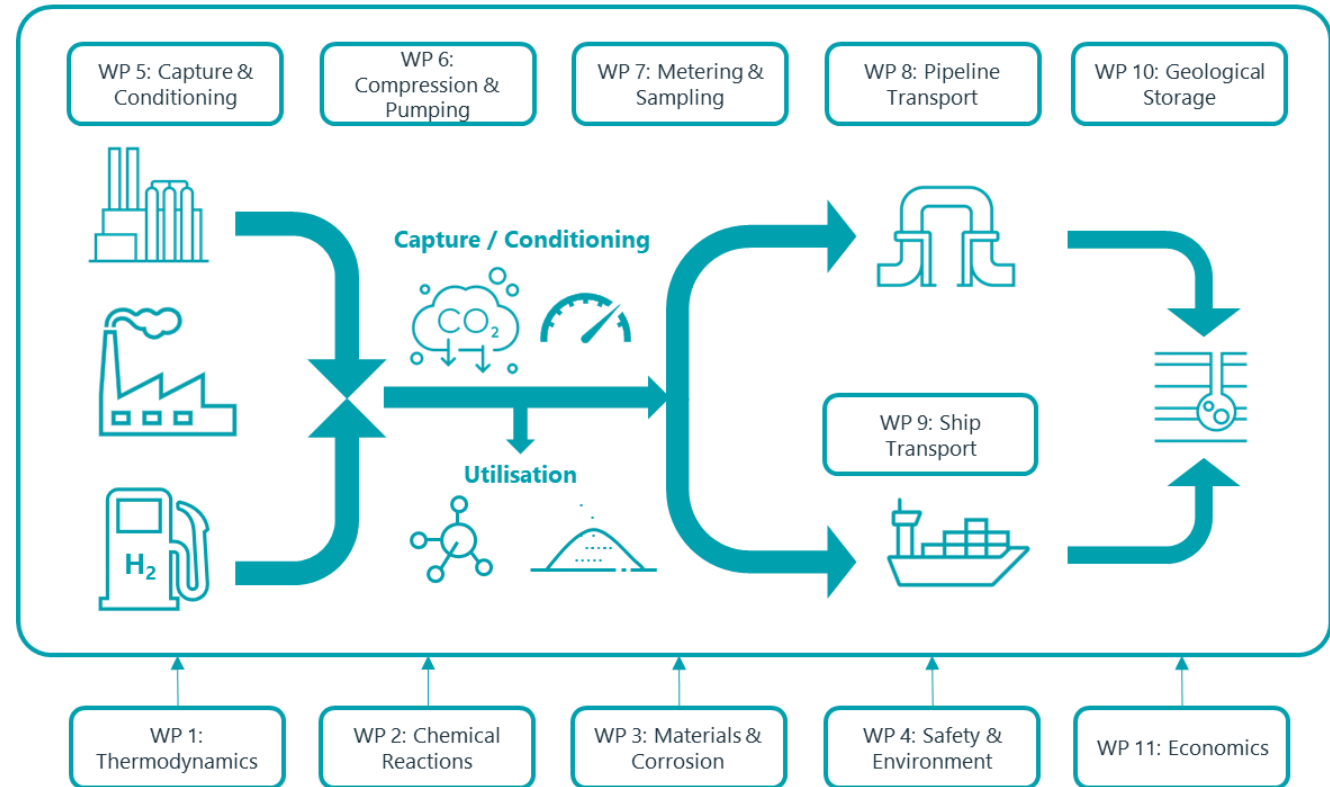 WP 5: Capture &
Conditioning
WP 6:
Compression &
Pumping
WP 7: Metering &
Sampling
WP 8: Pipeline
Transport
WP 10: Geological
Storage
Capture / Conditioning
CO₂
WP 9: Ship
Transport
Utilisation
H₂
WP 1:
Thermodynamics
WP 2: Chemical
Reactions
WP 3: Materials &
Corrosion
WP 4: Safety &
Environment
WP 11: Economics